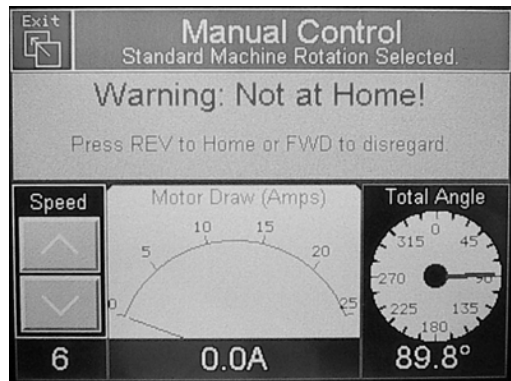 Exit
Manual Control
Standard Machine Rotation Selected.
Warning: Not at Home!
Press REV to Home or FWD to disregard.
Speed
6
Motor Draw (Amps)
0
5
10
15
20
25
0.0A
Total Angle
0
45
90
135
180
225
270
315
89.8°